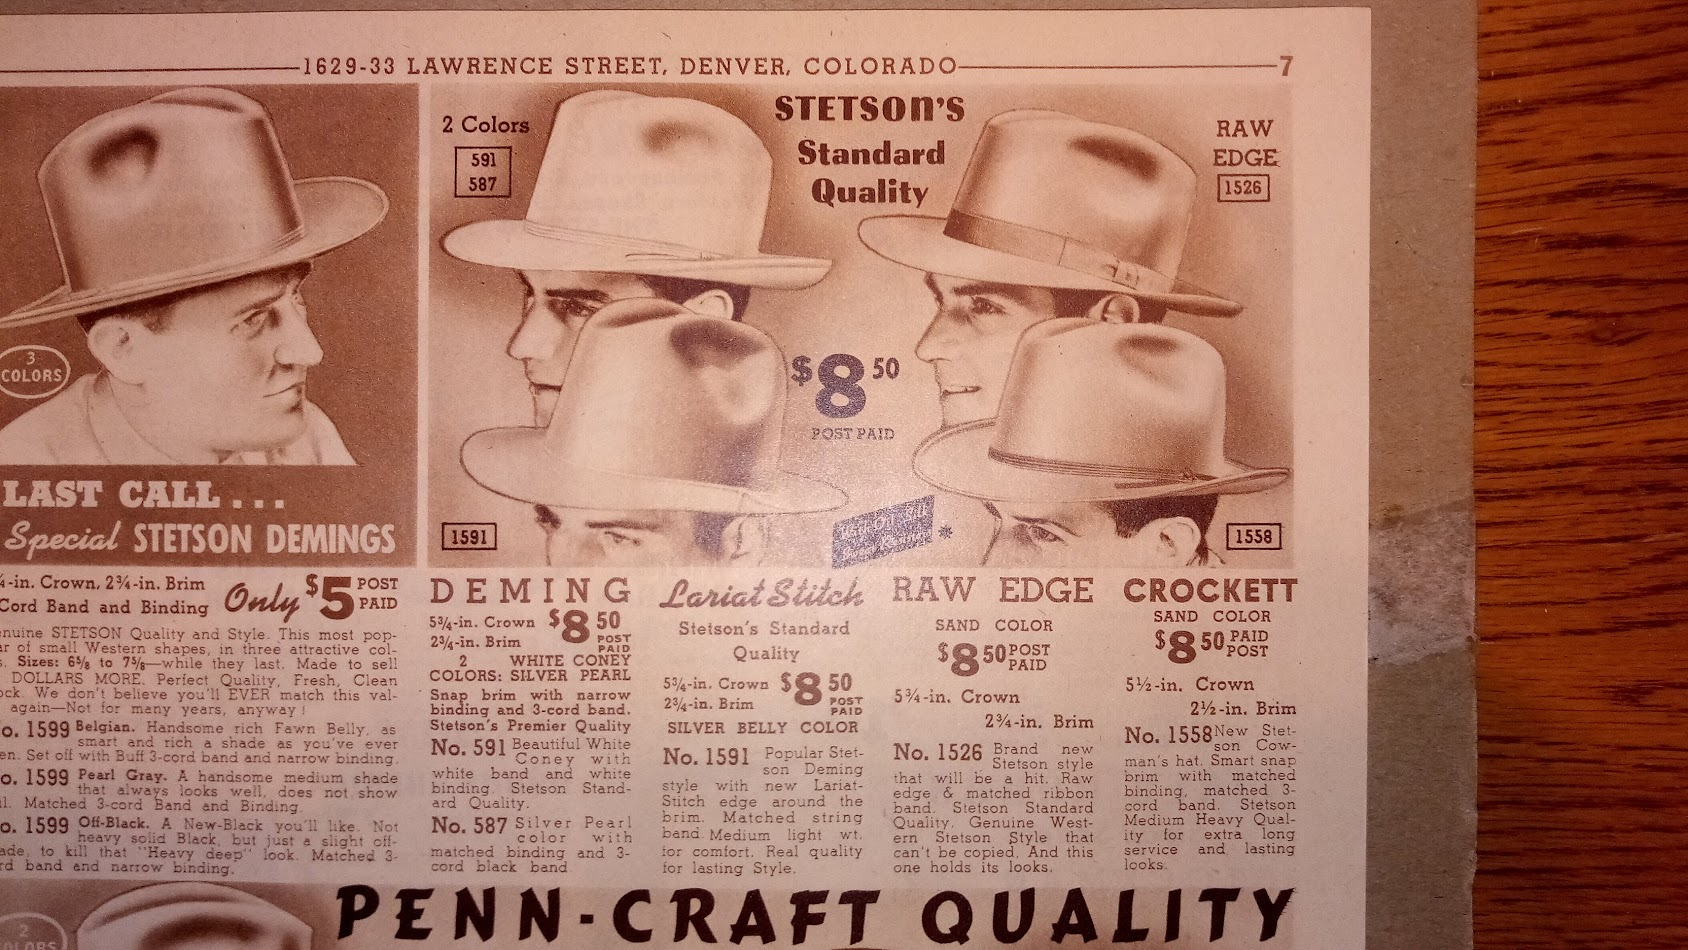 1629-33 LAWRENCE STREET, DENVER, COLORADO 7
3
COLORS
LAST CALL...
Special STETSON DEMINGS
-in. Crown, 2¾-in. Brim
Cord Band and Binding
Only $5 POST PAID
STETSON Quality and Style. This most pop-
of small Western shapes, in three attractive col-
Sizes: 6⅝ to 7⅝—while they last. Made to sell
DOLLARS MORE. Perfect Quality, Fresh, Clean
We don't believe you'll EVER match this val-
again—Not for many years, anyway!
1599 Belgian. Handsome rich Fawn Belly, as
smart and rich a shade as you've ever
Set off with Buff 3-cord band and narrow binding.
1599 Pearl Gray. A handsome medium shade
that always looks well, does not show
Matched 3-cord Band and Binding.
1599 Off-Black. A New-Black you'll like. Not
heavy solid Black, but just a slight off-
to kill that "Heavy deep" look. Matched 3-
band and narrow binding.
2 Colors
591
587
STETSON'S
Standard
Quality
RAW
EDGE
1526
$8 50
POST PAID
1591
1558
DEMING
5¾-in. Crown
2¾-in. Brim
$8 50
POST
PAID
2 WHITE CONEY
COLORS: SILVER PEARL
Snap brim with narrow
binding and 3-cord band.
Stetson's Premier Quality
No. 591 Beautiful White
Coney with
white band and white
binding. Stetson Stand-
ard Quality.
No. 587 Silver Pearl
color with
matched binding and 3-
cord black band
Lariat Stitch
Stetson's Standard
Quality
5¾-in. Crown
2¾-in. Brim
$8 50
POST
PAID
SILVER BELLY COLOR
No. 1591 Popular Stet-
son Deming
style with new Lariat-
Stitch edge around the
brim. Matched string
band. Medium light wt.
for comfort. Real quality
for lasting Style.
RAW EDGE
SAND COLOR
$8 50 POST
PAID
5¾-in. Crown
2¾-in. Brim
No. 1526 Brand new
Stetson style
that will be a hit. Raw
edge & matched ribbon
band. Stetson Standard
Quality. Genuine West-
ern Stetson Style that
can't be copied. And this
one holds its looks.
CROCKETT
SAND COLOR
$8 50 PAID
POST
5½-in. Crown
2½-in. Brim
No. 1558 New Stet-
son Cow-
man's hat. Smart snap
brim with matched
binding, matched 3-
cord band. Stetson
Medium Heavy Qual-
ity for extra long
service and lasting
looks.
PENN-CRAFT QUALITY
2
COLORS